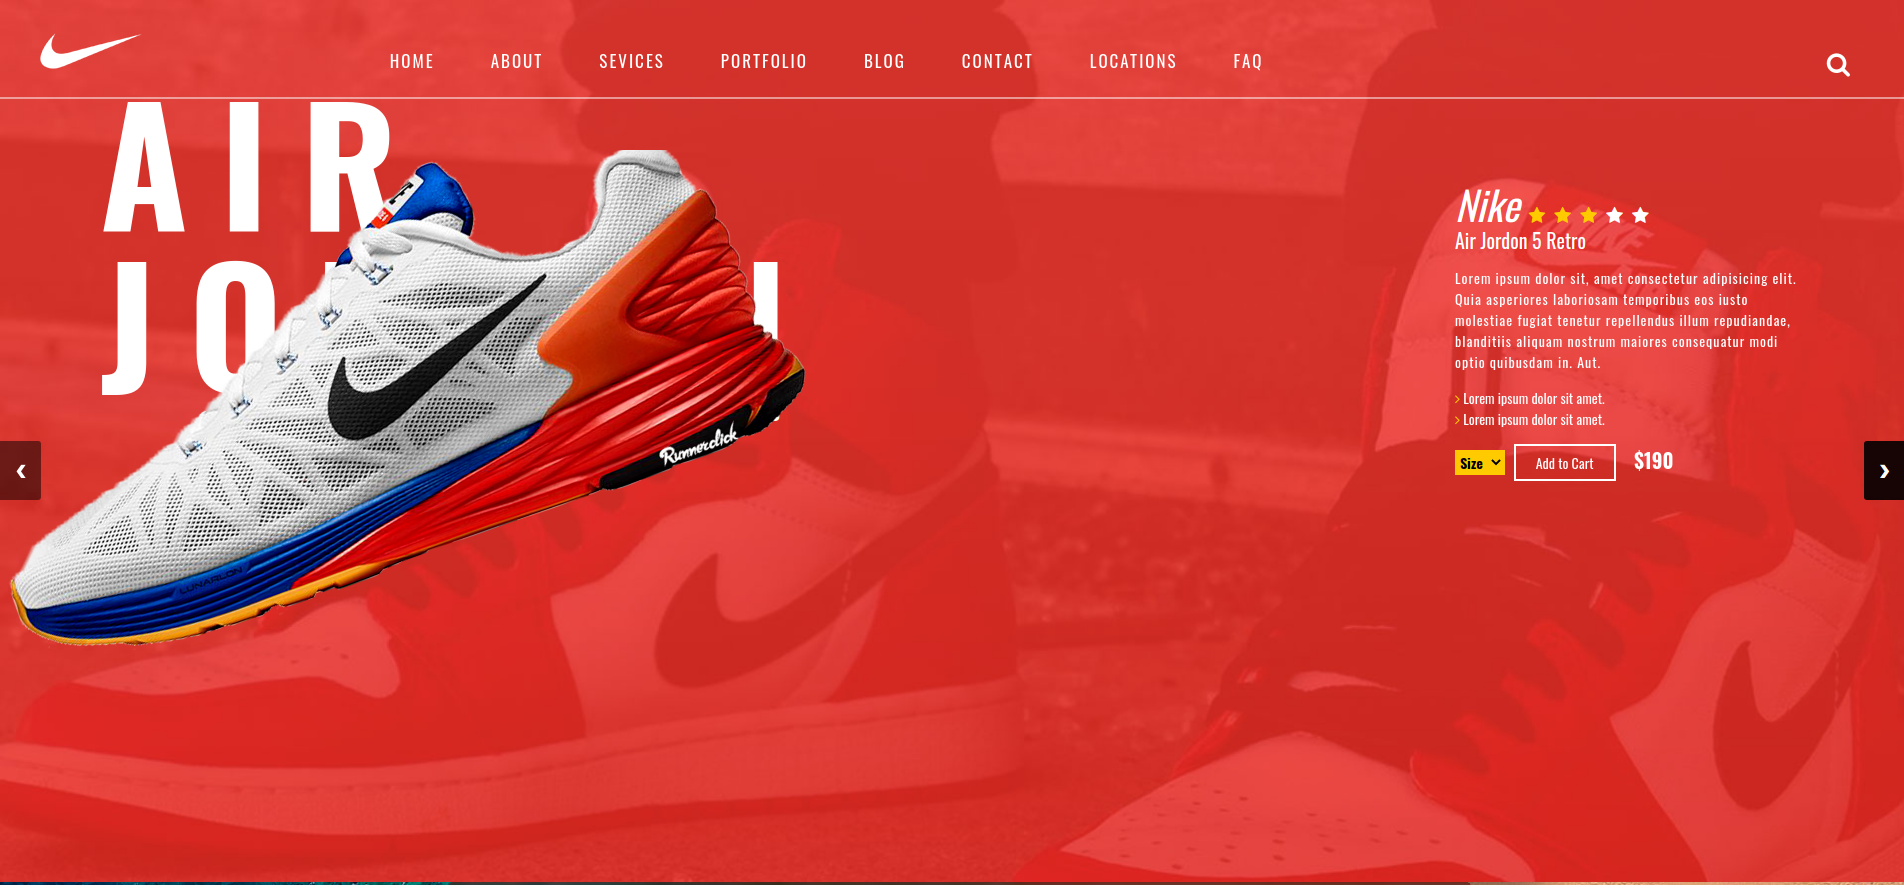 HOME ABOUT SEVICES PORTFOLIO BLOG CONTACT LOCATIONS FAQ
AIR
Nike
Air Jordon 5 Retro
Lorem ipsum dolor sit, amet consectetur adipisicing elit.
Quia asperiores laboriosam temporibus eos iusto
molestiae fugiat tenetur repellendus illum repudiandae,
blanditiis aliquam nostrum maiores consequatur modi
optio quibusdam in. Aut.
› Lorem ipsum dolor sit amet.
› Lorem ipsum dolor sit amet.
Size Add to Cart $190
❮ ❯
Runnerclick
LUNARLON